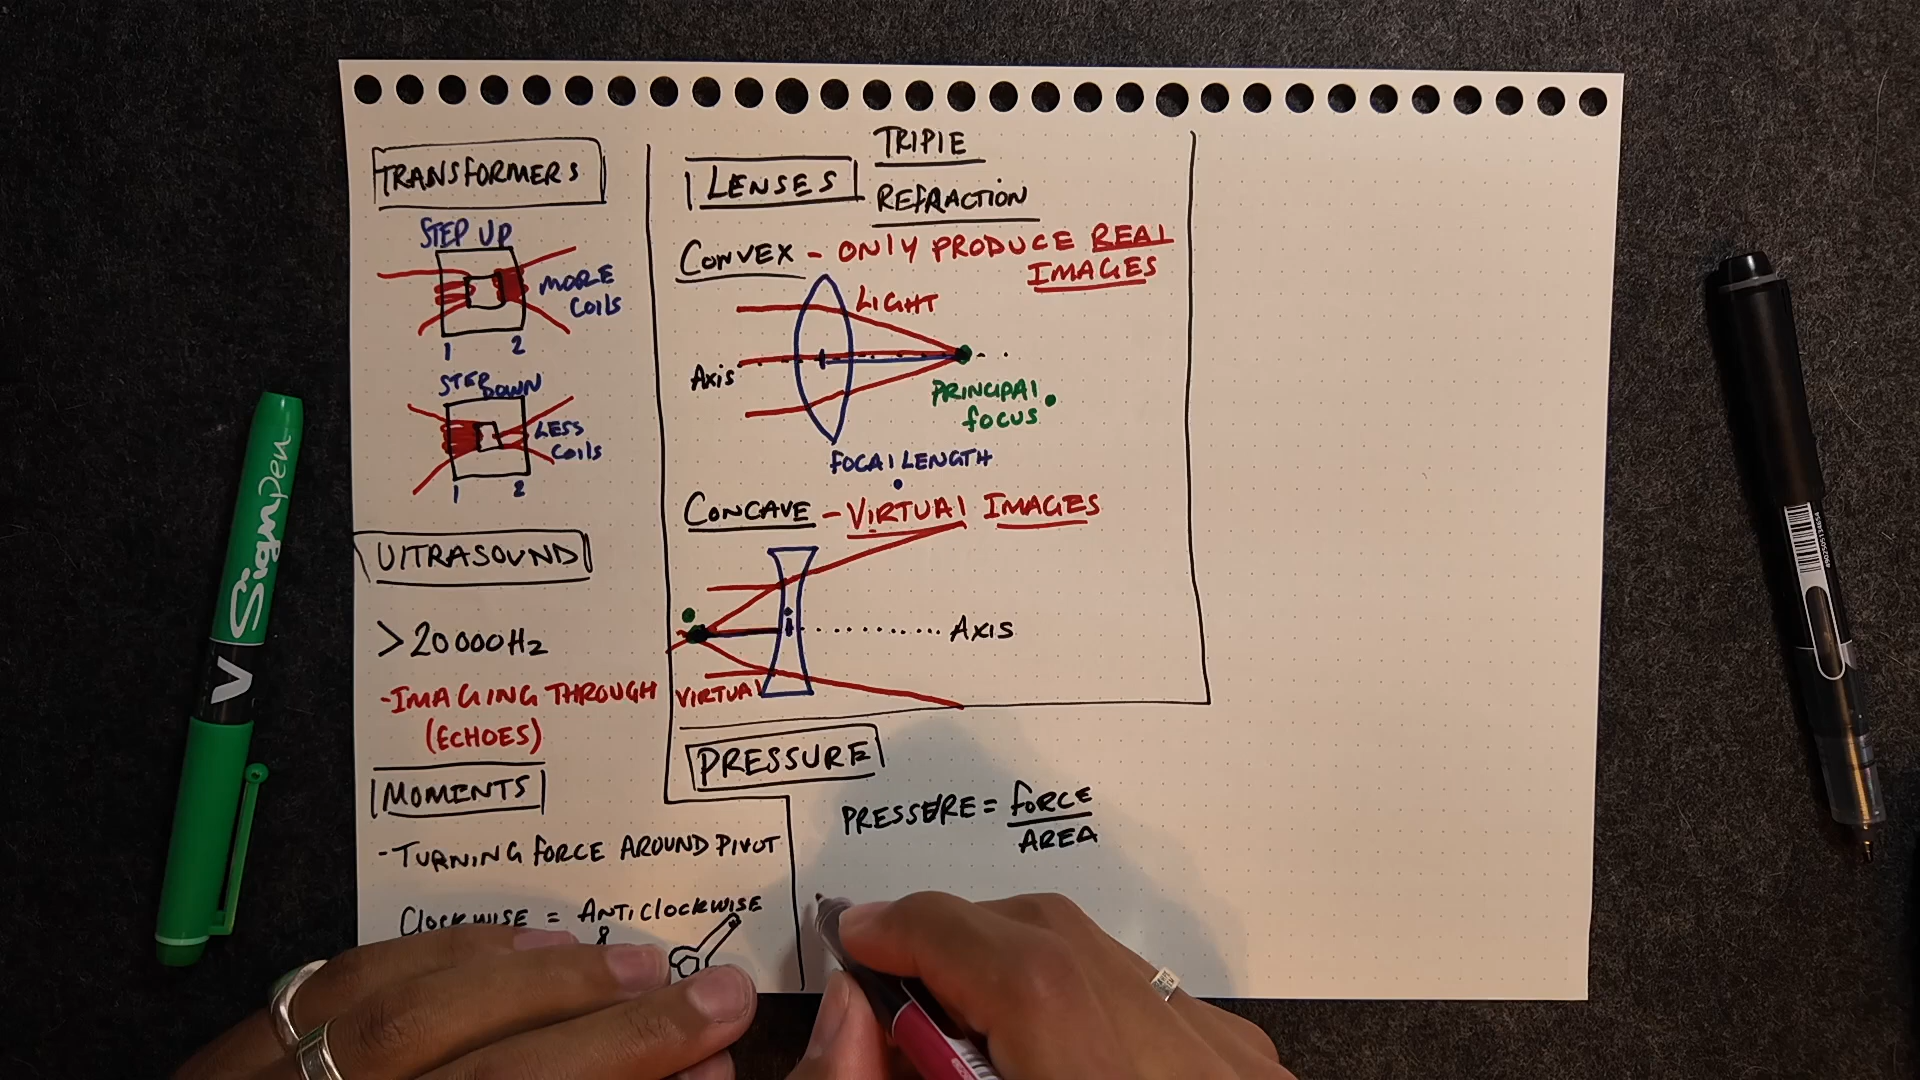 TRANSFORMERS
STEP UP
MORE
COILS
1 2
STEP DOWN
LESS
COILS
1 2
ULTRASOUND
>20000Hz
-IMAGING THROUGH
(ECHOES)
MOMENTS
-TURNING FORCE AROUND PIVOT
CLOCKWISE = ANTICLOCKWISE
LENSES
TRIPLE
REFRACTION
CONVEX - ONLY PRODUCE REAL
IMAGES
LIGHT
AXIS
PRINCIPAL
FOCUS
FOCAL LENGTH
CONCAVE - VIRTUAL IMAGES
AXIS
VIRTUAL
PRESSURE
PRESSURE = FORCE
AREA
V Signpen
4902505134654